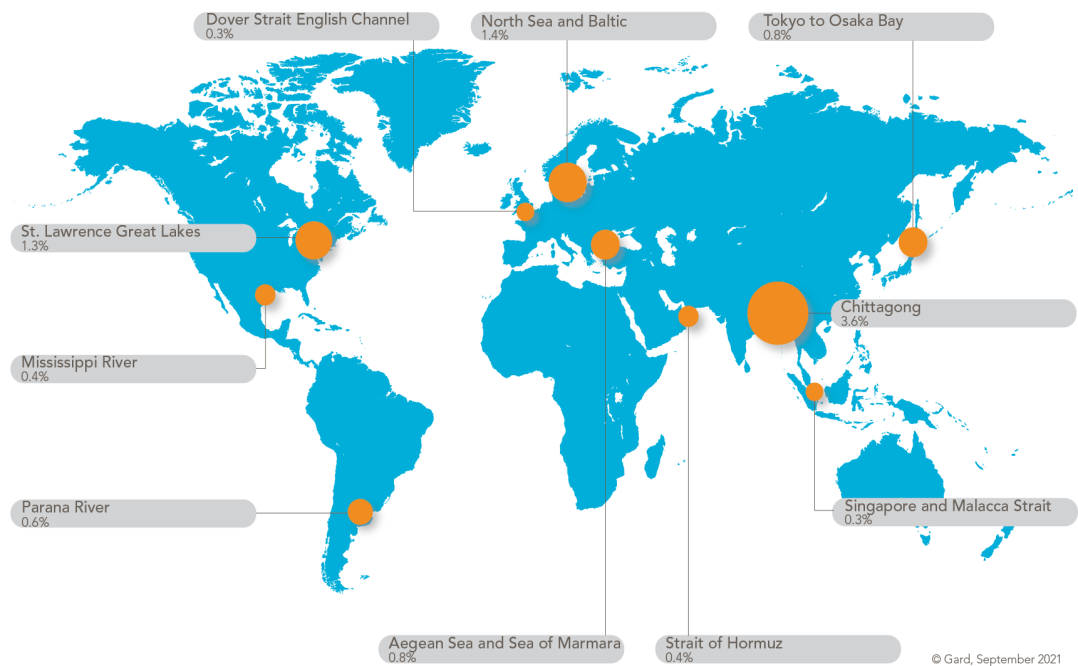 Dover Strait English Channel
0.3%
North Sea and Baltic
1.4%
Tokyo to Osaka Bay
0.8%
St. Lawrence Great Lakes
1.3%
Chittagong
3.6%
Mississippi River
0.4%
Parana River
0.6%
Singapore and Malacca Strait
0.3%
Aegean Sea and Sea of Marmara
0.8%
Strait of Hormuz
0.4%
© Gard, September 2021